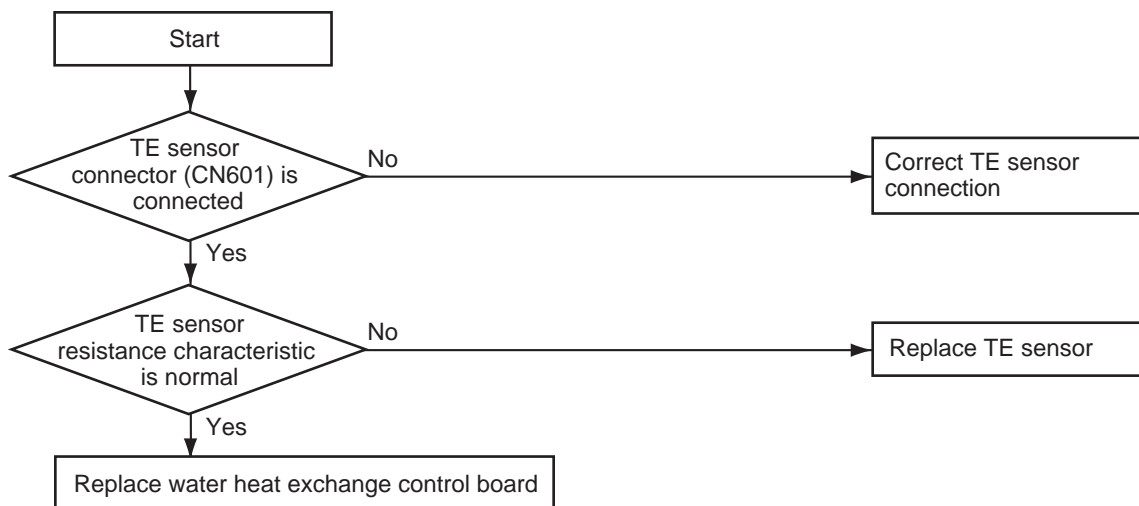 Start
TE sensor
connector (CN601) is
connected
No
Correct TE sensor
connection
Yes
TE sensor
resistance characteristic
is normal
No
Replace TE sensor
Yes
Replace water heat exchange control board